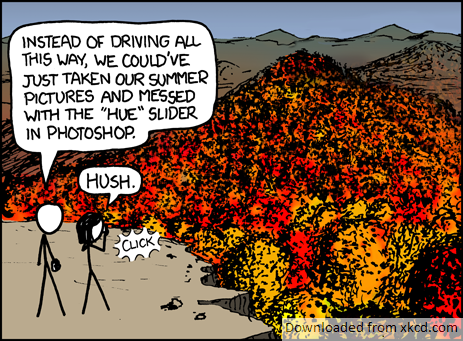 INSTEAD OF DRIVING ALL
THIS WAY, WE COULD'VE
JUST TAKEN OUR SUMMER
PICTURES AND MESSED
WITH THE "HUE" SLIDER
IN PHOTOSHOP.
HUSH.
CLICK
Downloaded from xkcd.com